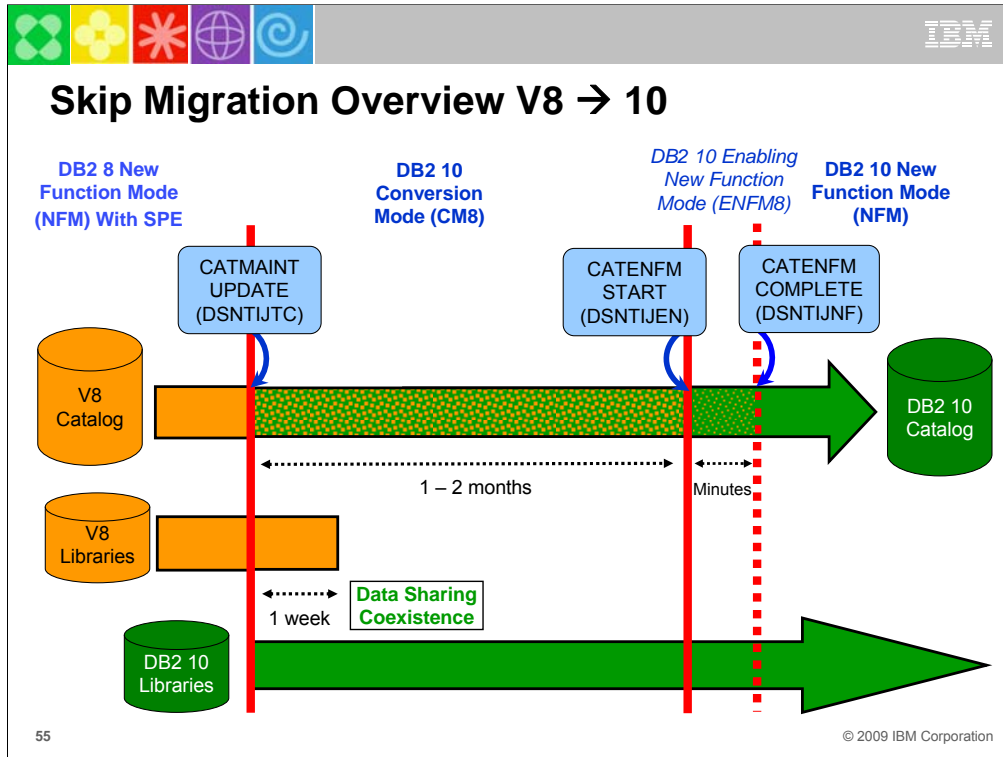 IBM
Skip Migration Overview V8 → 10
DB2 8 New
Function Mode
(NFM) With SPE
DB2 10
Conversion
Mode (CM8)
DB2 10 Enabling
New Function
Mode (ENFM8)
DB2 10 New
Function Mode
(NFM)
CATMAINT
UPDATE
(DSNTIJTC)
CATENFM
START
(DSNTIJEN)
CATENFM
COMPLETE
(DSNTIJNF)
V8
Catalog
DB2 10
Catalog
1 – 2 months
Minutes
V8
Libraries
1 week
Data Sharing
Coexistence
DB2 10
Libraries
55
© 2009 IBM Corporation